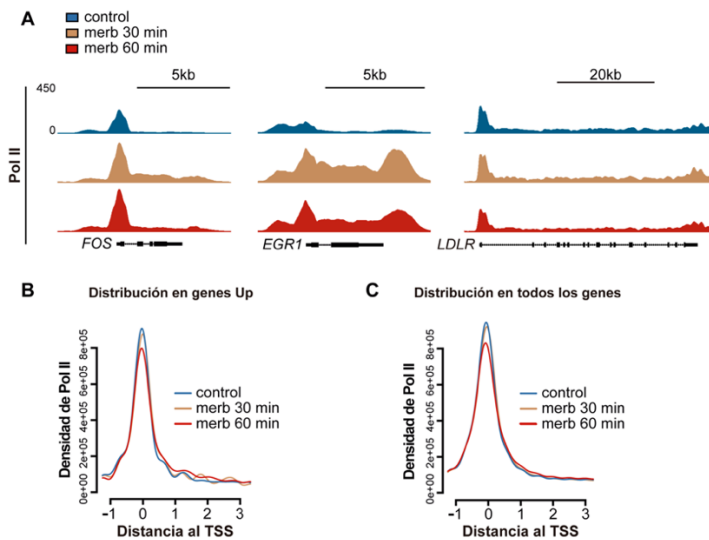 A
control
merb 30 min
merb 60 min
5kb
5kb
20kb
450
0
Pol II
FOS
EGR1
LDLR
B
Distribución en genes Up
Densidad de Pol II
8e+05
6e+05
4e+05
2e+05
0e+00
control
merb 30 min
merb 60 min
-1
0
1
2
3
Distancia al TSS
C
Distribución en todos los genes
Densidad de Pol II
8e+05
6e+05
4e+05
2e+05
0e+00
control
merb 30 min
merb 60 min
-1
0
1
2
3
Distancia al TSS